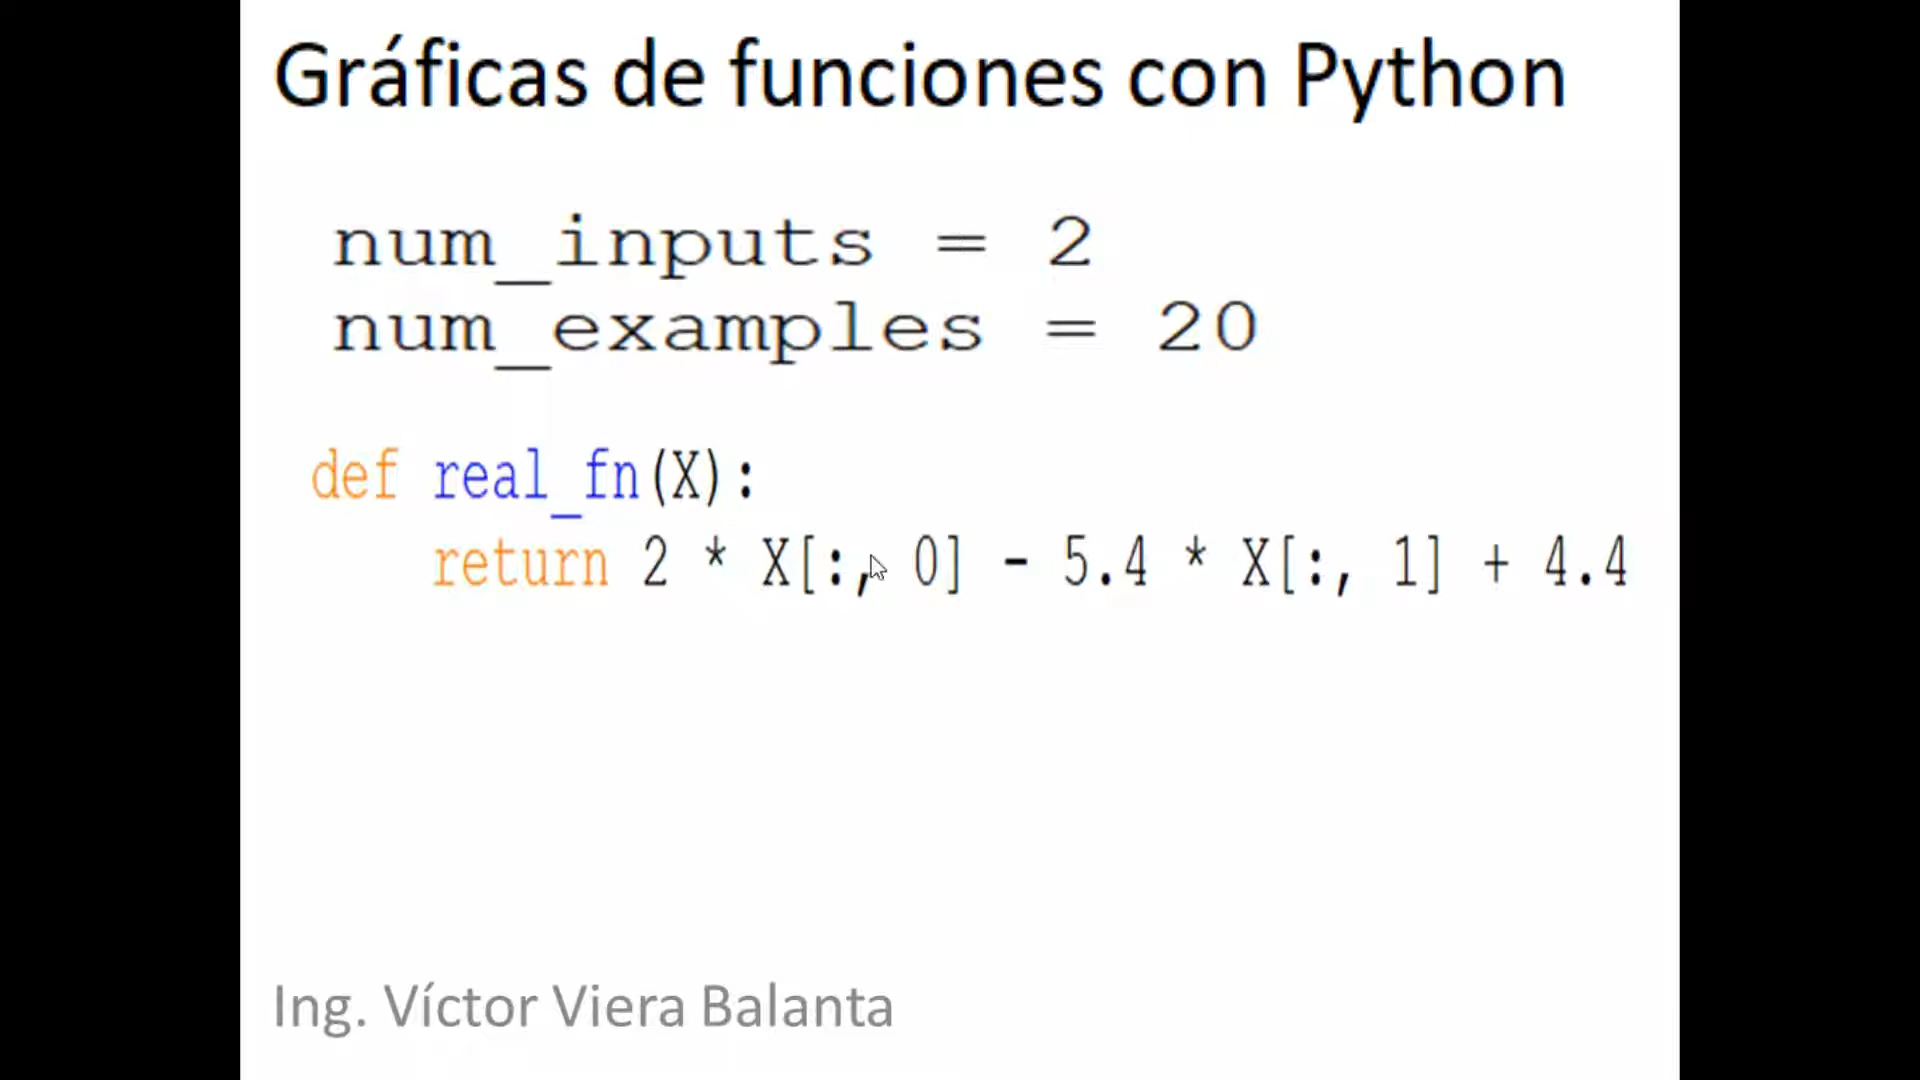 Gráficas de funciones con Python
num_inputs = 2
num_examples = 20
def real_fn(X):
return 2 * X[:, 0] - 5.4 * X[:, 1] + 4.4
Ing. Víctor Viera Balanta